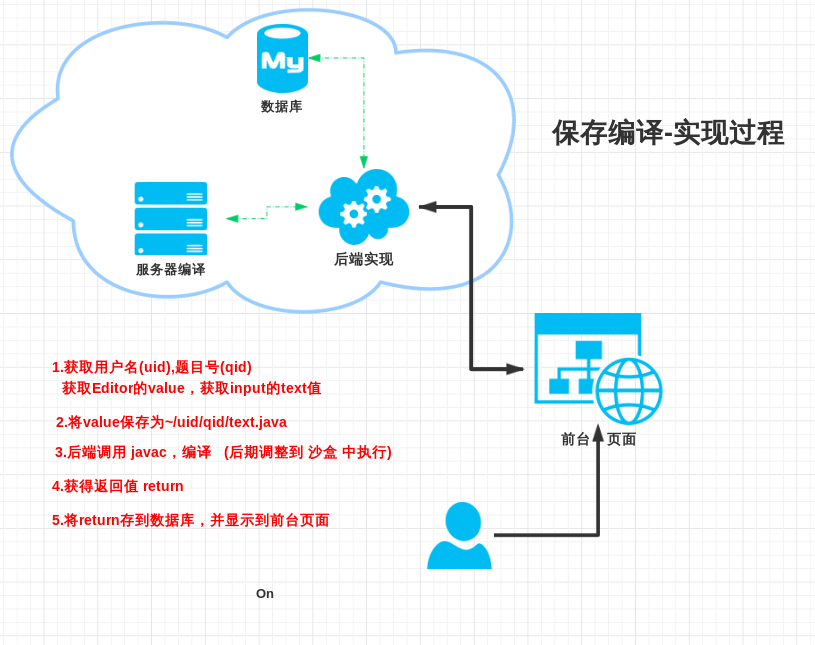 My
数据库
保存编译-实现过程
服务器编译
后端实现
1.获取用户名(uid),题目号(qid)
获取Editor的value，获取input的text值
2.将value保存为~/uid/qid/text.java
3.后端调用 javac，编译 (后期调整到 沙盒 中执行)
前台 页面
4.获得返回值 return
5.将return存到数据库，并显示到前台页面
On